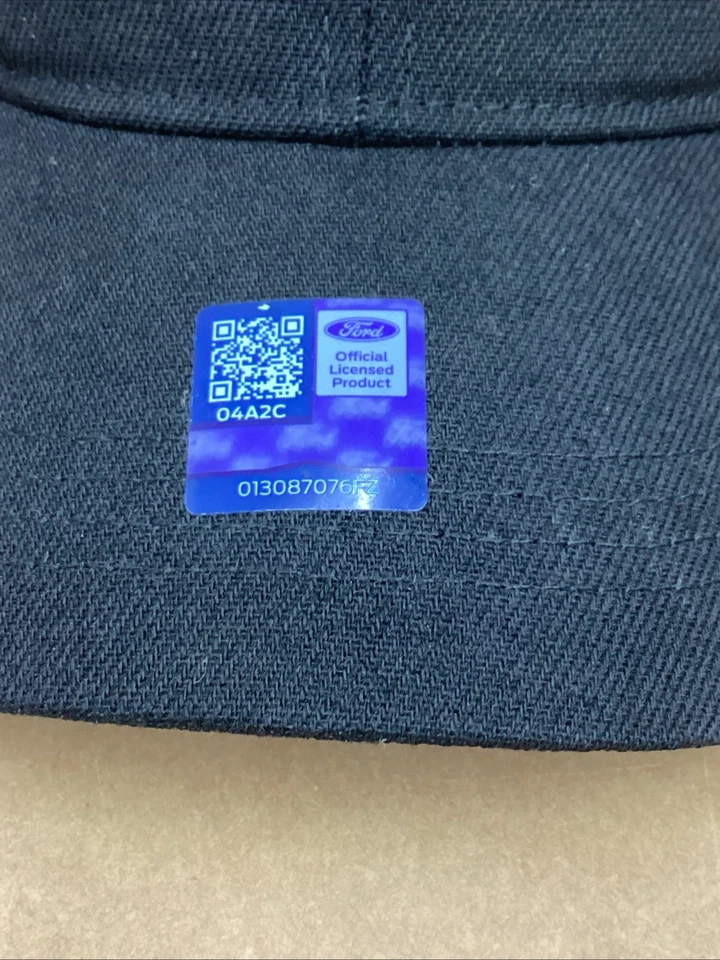 Ford
Official
Licensed
Product
04A2C
013087076FZ